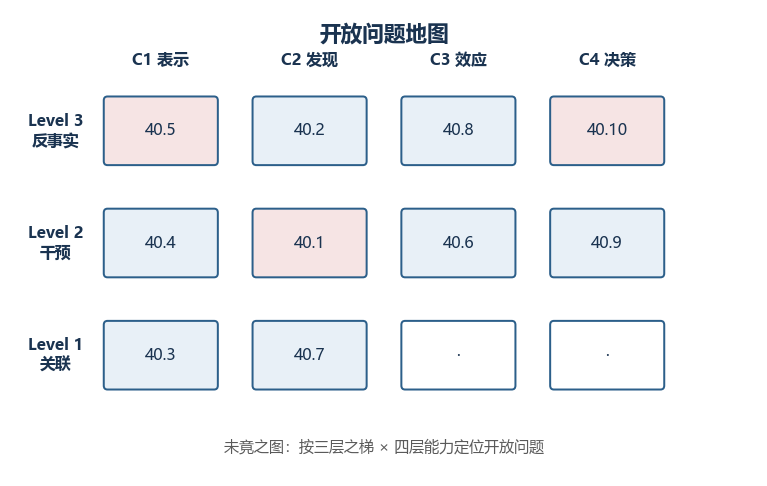 开放问题地图
C1 表示 C2 发现 C3 效应 C4 决策
Level 3
反事实
40.5 40.2 40.8 40.10
Level 2
干预
40.4 40.1 40.6 40.9
Level 1
关联
40.3 40.7 · ·
未竟之图：按三层之梯 × 四层能力定位开放问题